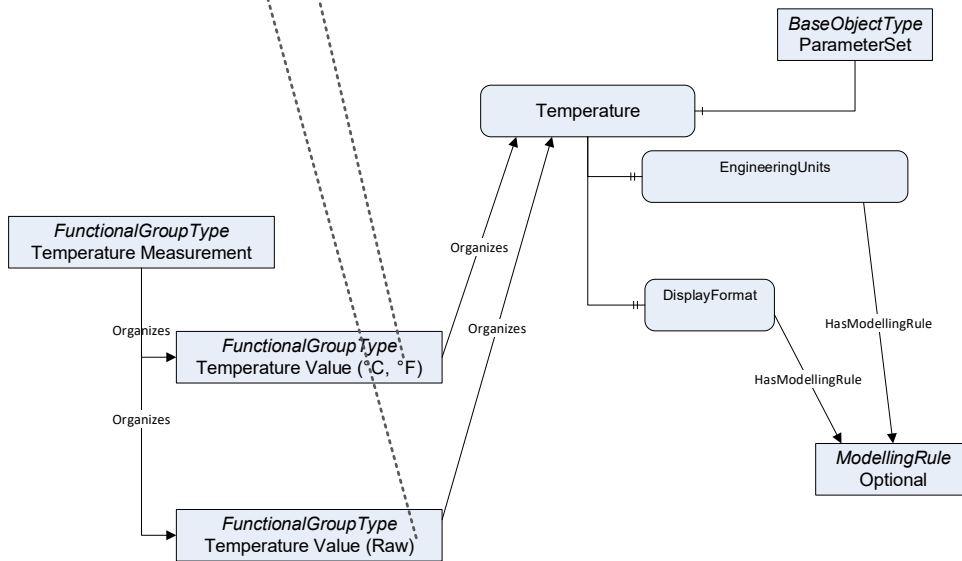 BaseObjectType
ParameterSet
Temperature
EngineeringUnits
FunctionalGroupType
Temperature Measurement
Organizes
DisplayFormat
Organizes
Organizes
HasModellingRule
FunctionalGroupType
Temperature Value (°C, °F)
HasModellingRule
Organizes
ModellingRule
Optional
FunctionalGroupType
Temperature Value (Raw)